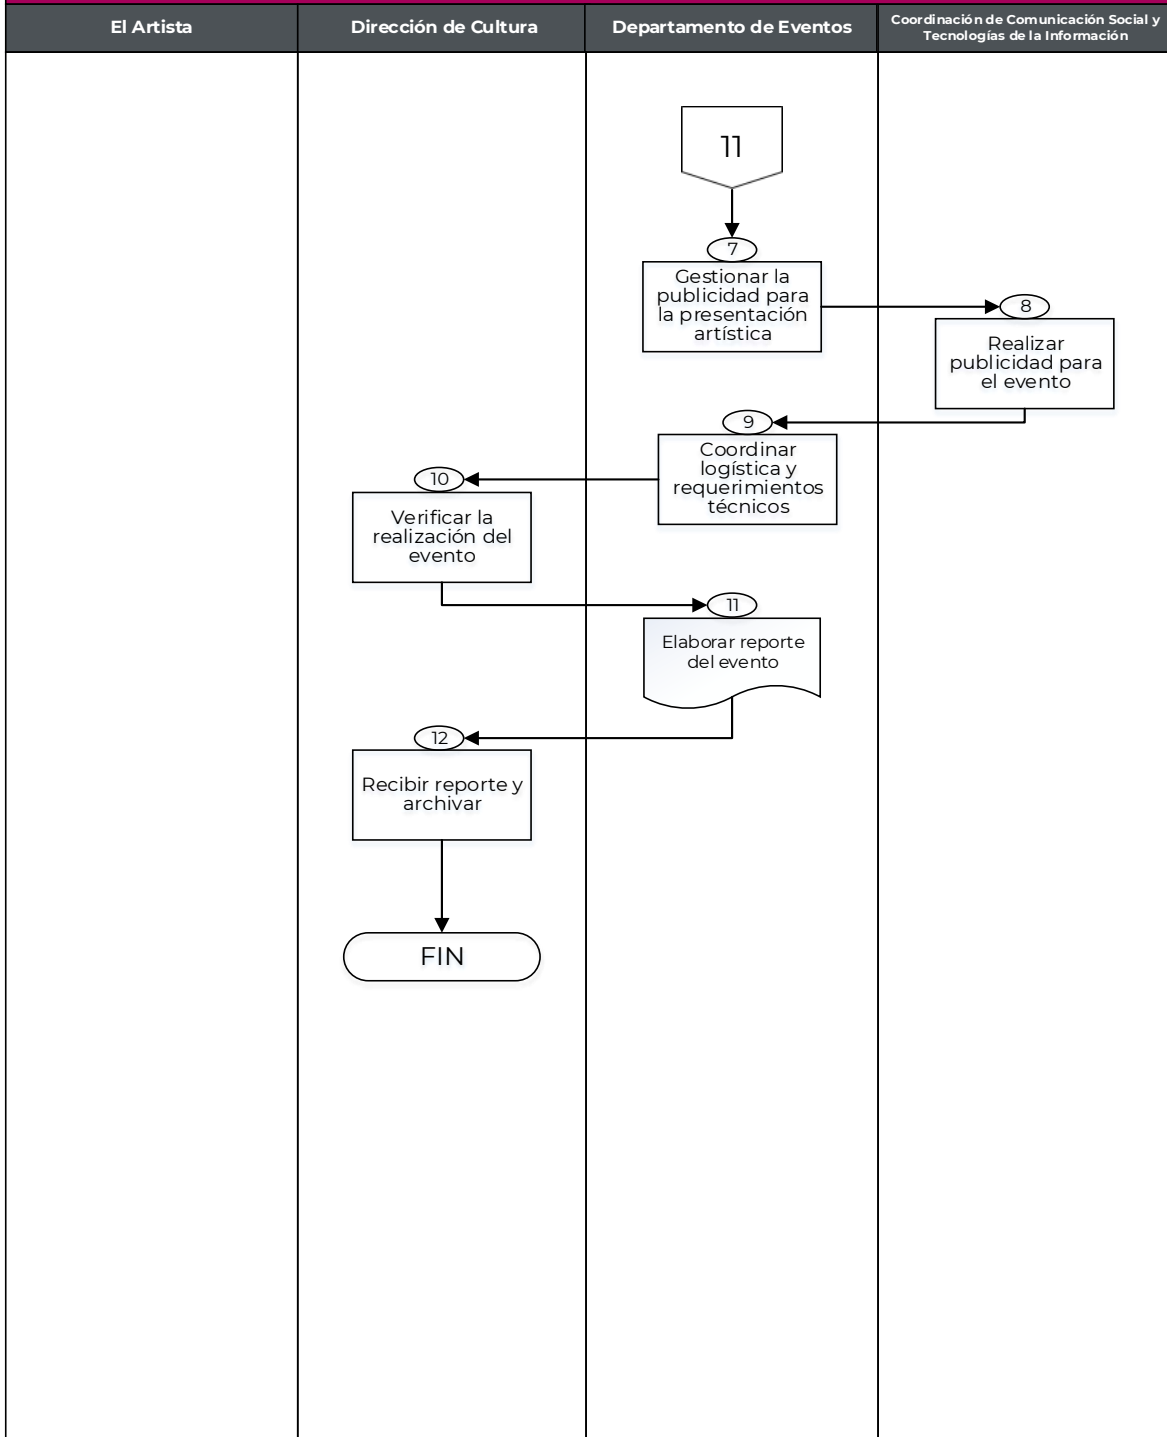 El Artista
Dirección de Cultura
Departamento de Eventos
Coordinación de Comunicación Social y
Tecnologías de la Información
11
7
Gestionar la
publicidad para
la presentación
artística
8
Realizar
publicidad para
el evento
9
Coordinar
logística y
requerimientos
técnicos
10
Verificar la
realización del
evento
11
Elaborar reporte
del evento
12
Recibir reporte y
archivar
FIN